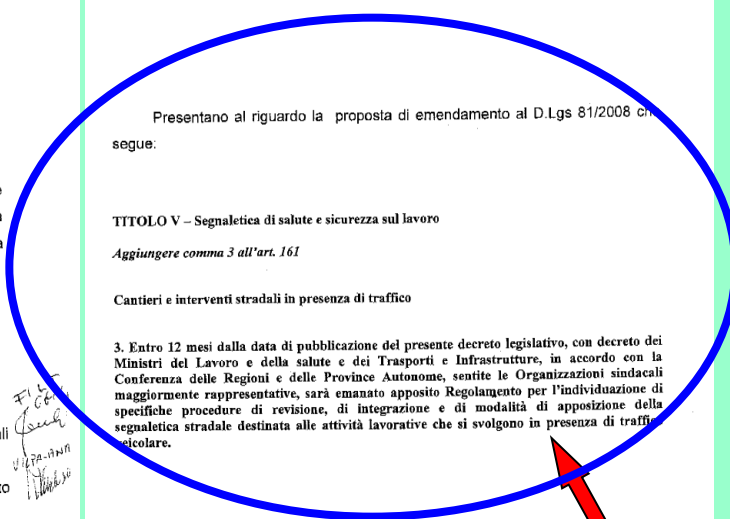 Presentano al riguardo la proposta di emendamento al D.Lgs 81/2008
segue:
TITOLO V – Segnaletica di salute e sicurezza sul lavoro
Aggiungere comma 3 all'art. 161
Cantieri e interventi stradali in presenza di traffico
3. Entro 12 mesi dalla data di pubblicazione del presente decreto legislativo, con decreto dei
Ministri del Lavoro e della salute e dei Trasporti e Infrastrutture, in accordo con la
Conferenza delle Regioni e delle Province Autonome, sentite le Organizzazioni sindacali
maggiormente rappresentative, sarà emanato apposito Regolamento per l'individuazione di
specifiche procedure di revisione, di integrazione e di modalità di apposizione della
segnaletica stradale destinata alle attività lavorative che si svolgono in presenza di